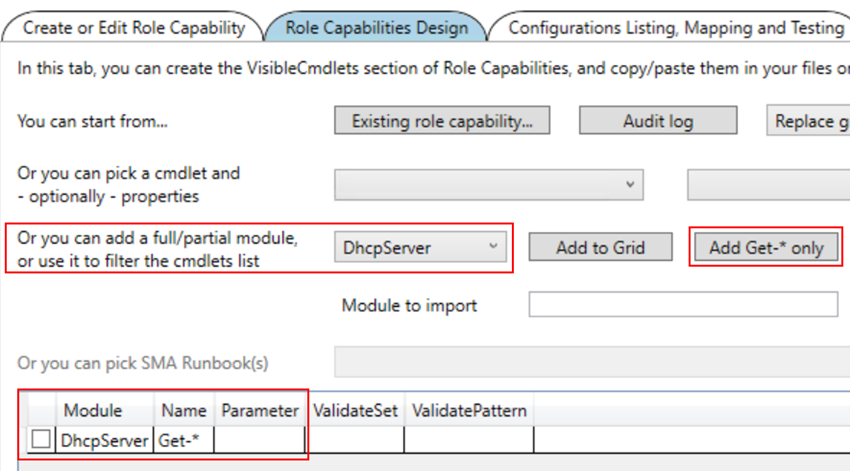 Create or Edit Role Capability
Role Capabilities Design
Configurations Listing, Mapping and Testing
In this tab, you can create the VisibleCmdlets section of Role Capabilities, and copy/paste them in your files o
You can start from...
Existing role capability...
Audit log
Replace g
Or you can pick a cmdlet and
- optionally - properties
Or you can add a full/partial module,
or use it to filter the cmdlets list
DhcpServer
Add to Grid
Add Get-* only
Module to import
Or you can pick SMA Runbook(s)
Module Name Parameter ValidateSet ValidatePattern
DhcpServer Get-*